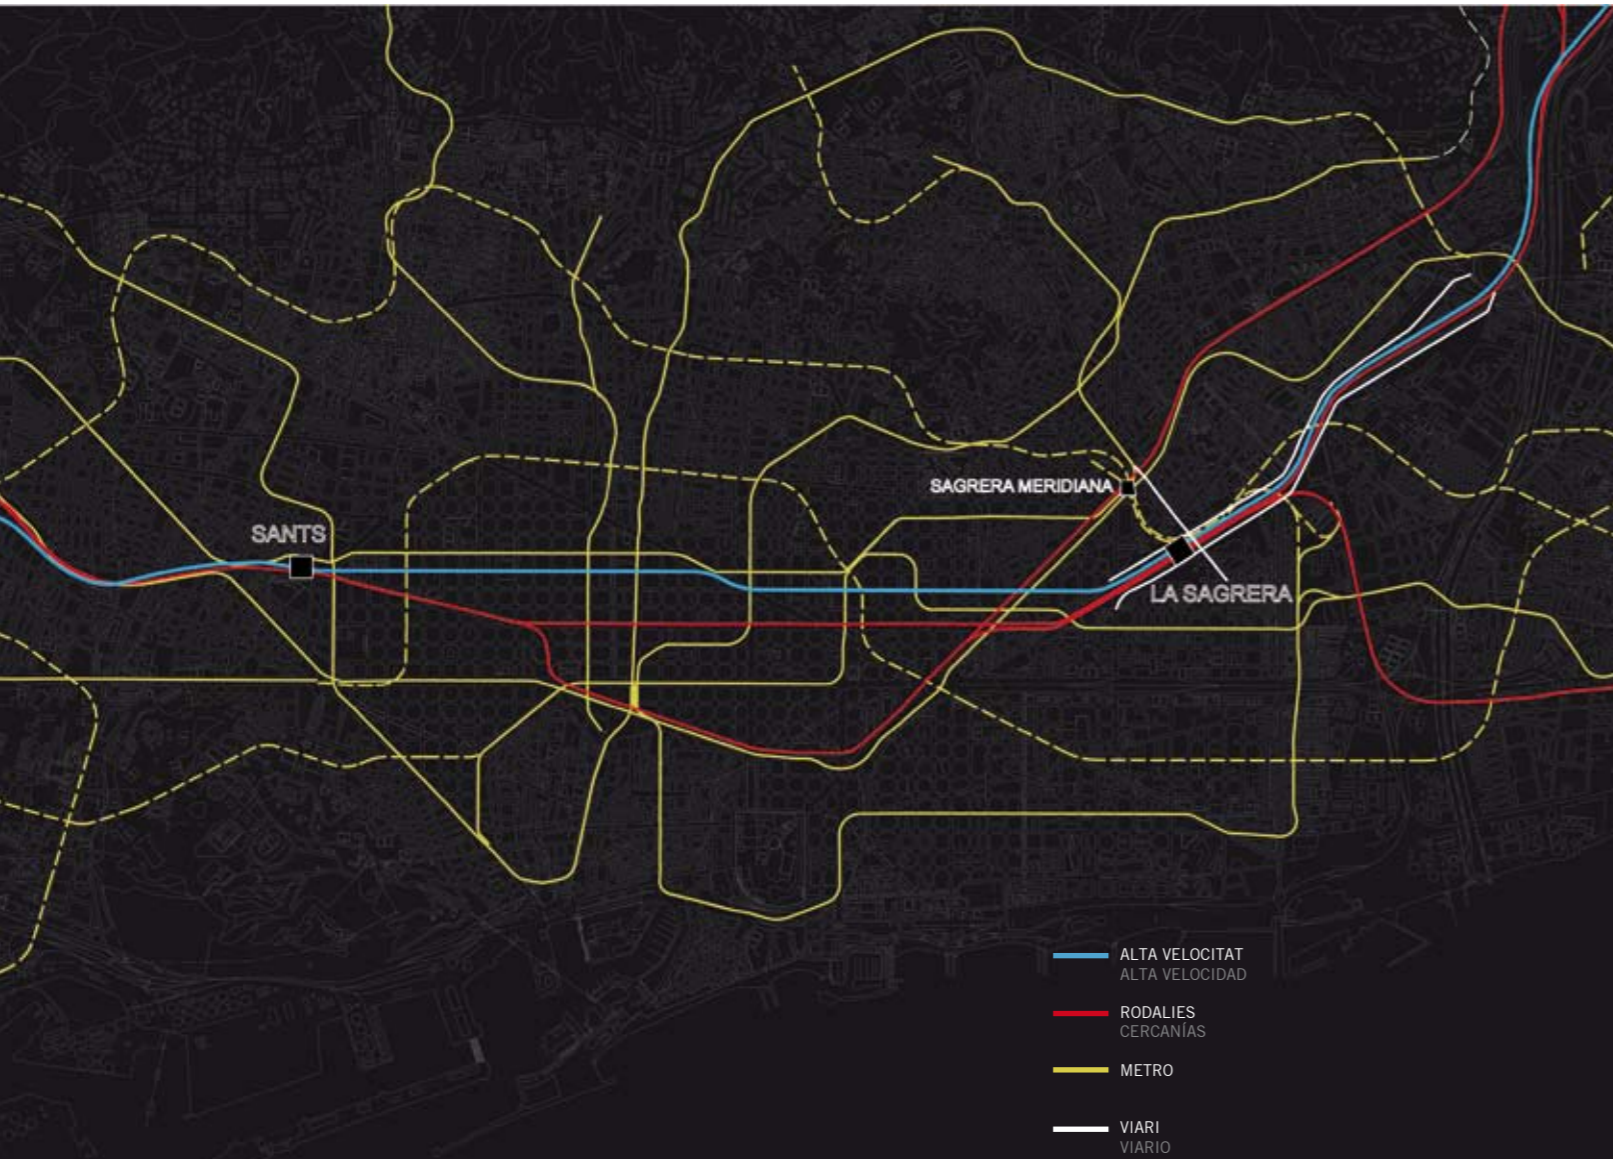 SAGRERA MERIDIANA
SANTS
LA SAGRERA
ALTA VELOCITAT
ALTA VELOCIDAD
RODALIES
CERCANÍAS
METRO
VIARI
VIARIO